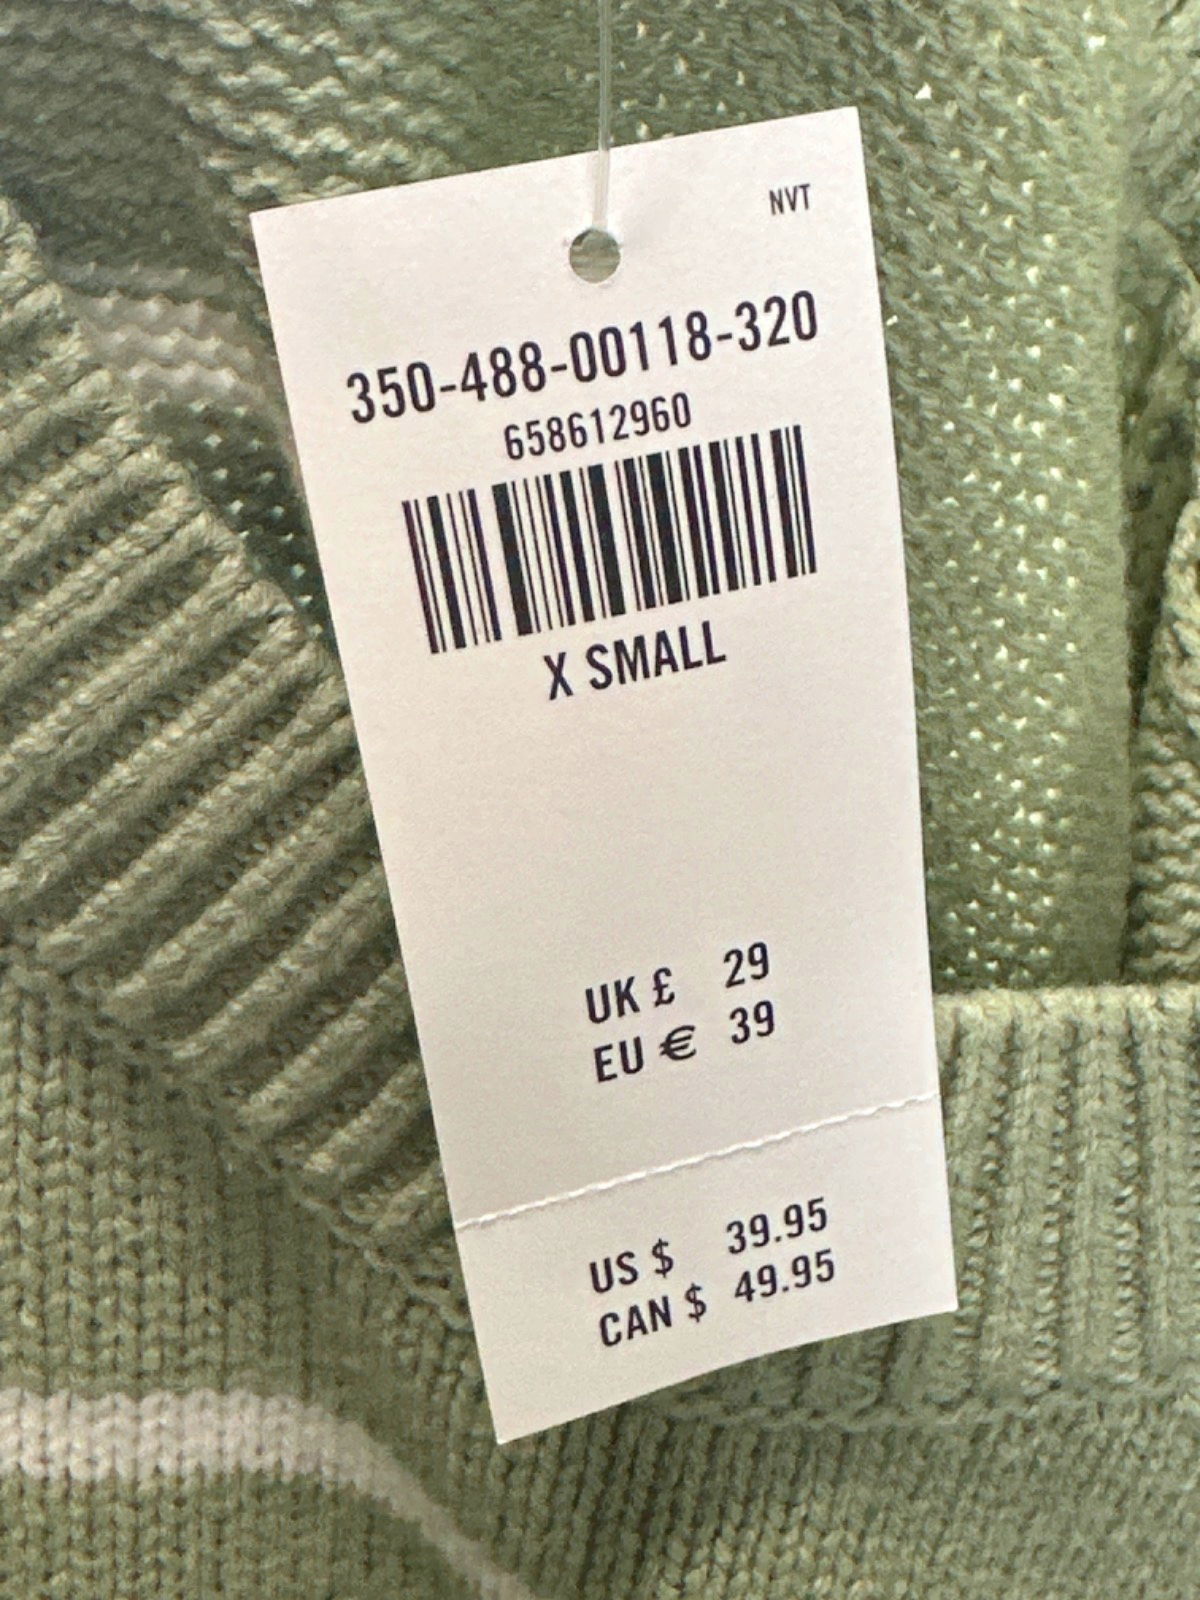 NVT
350-488-00118-320
658612960
X SMALL
UK £ 29
EU € 39
US $ 39.95
CAN $ 49.95